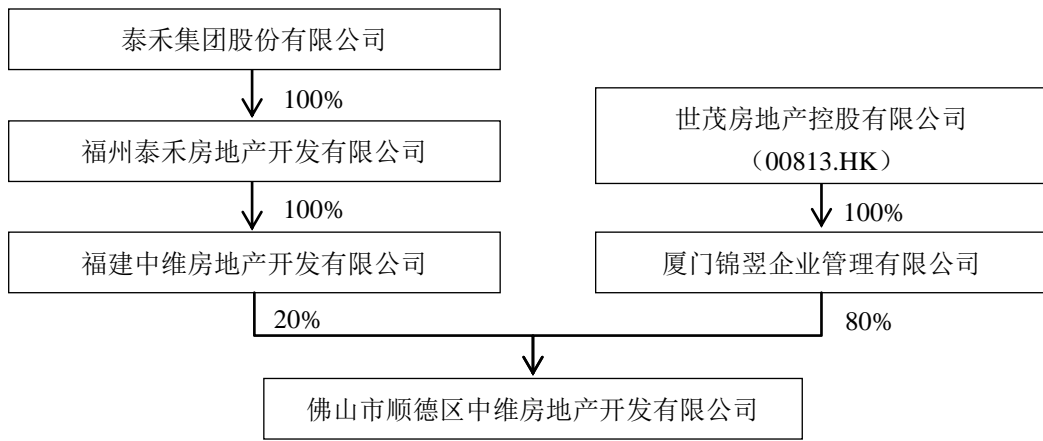 泰禾集团股份有限公司
100%
福州泰禾房地产开发有限公司
100%
福建中维房地产开发有限公司
20%
世茂房地产控股有限公司
（00813.HK）
100%
厦门锦翌企业管理有限公司
80%
佛山市顺德区中维房地产开发有限公司